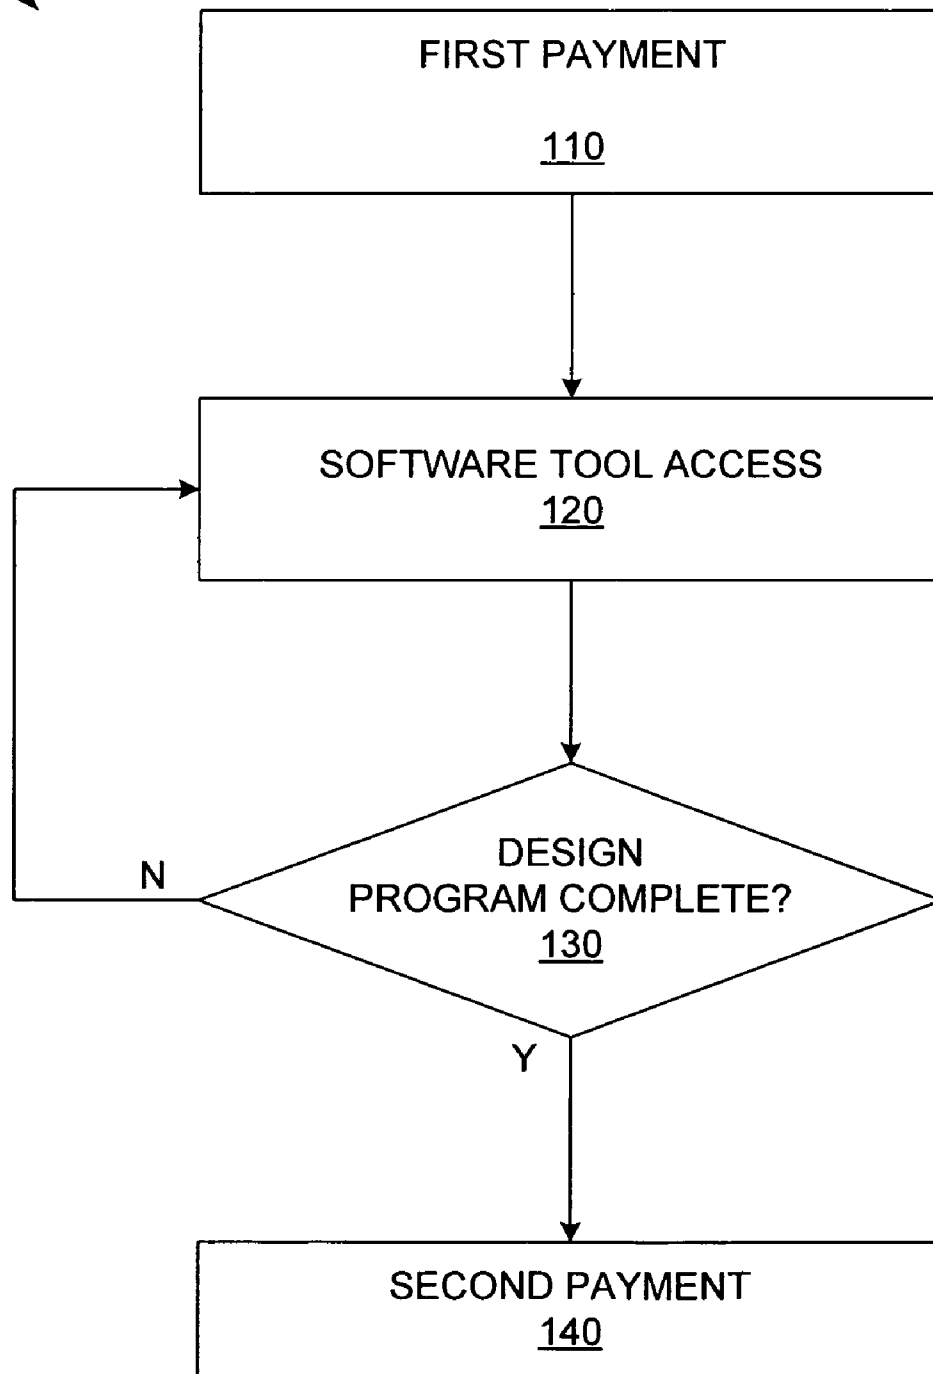 FIRST PAYMENT
110
SOFTWARE TOOL ACCESS
120
DESIGN
N
PROGRAM COMPLETE?
130
Y
SECOND PAYMENT
140